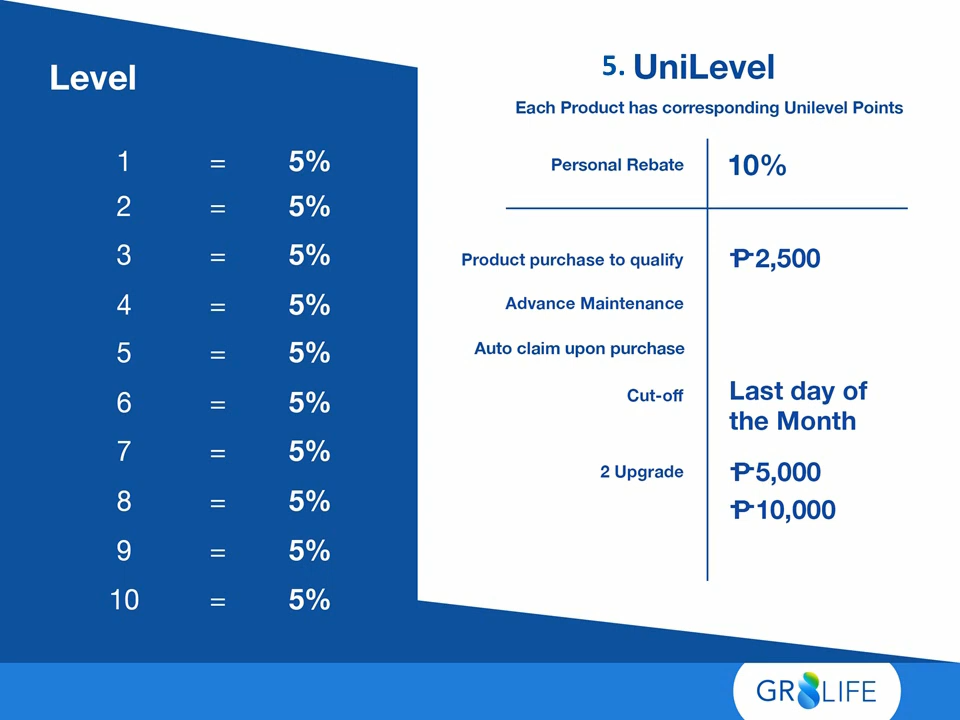 Level
1 = 5%
2 = 5%
3 = 5%
4 = 5%
5 = 5%
6 = 5%
7 = 5%
8 = 5%
9 = 5%
10 = 5%
5. UniLevel
Each Product has corresponding Unilevel Points
Personal Rebate 10%
Product purchase to qualify ₱2,500
Advance Maintenance
Auto claim upon purchase
Cut-off Last day of
the Month
2 Upgrade ₱5,000
₱10,000
GR8LIFE